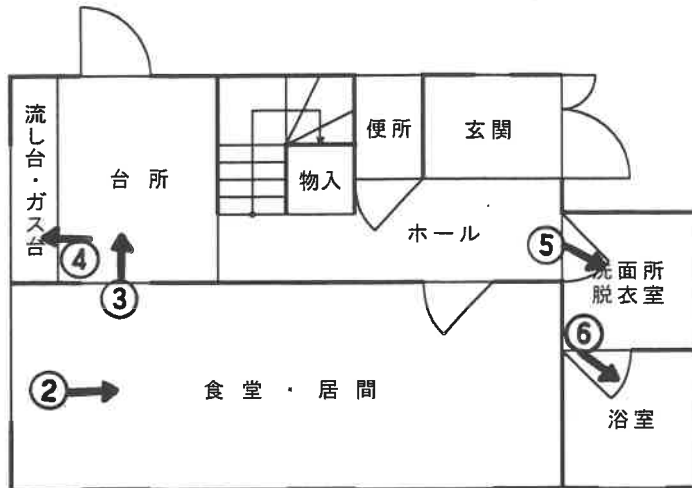 流し台・ガス台
台所
物入
便所
玄関
ホール
④
③
⑤
洗面所
脱衣室
⑥
②
食堂・居間
浴室